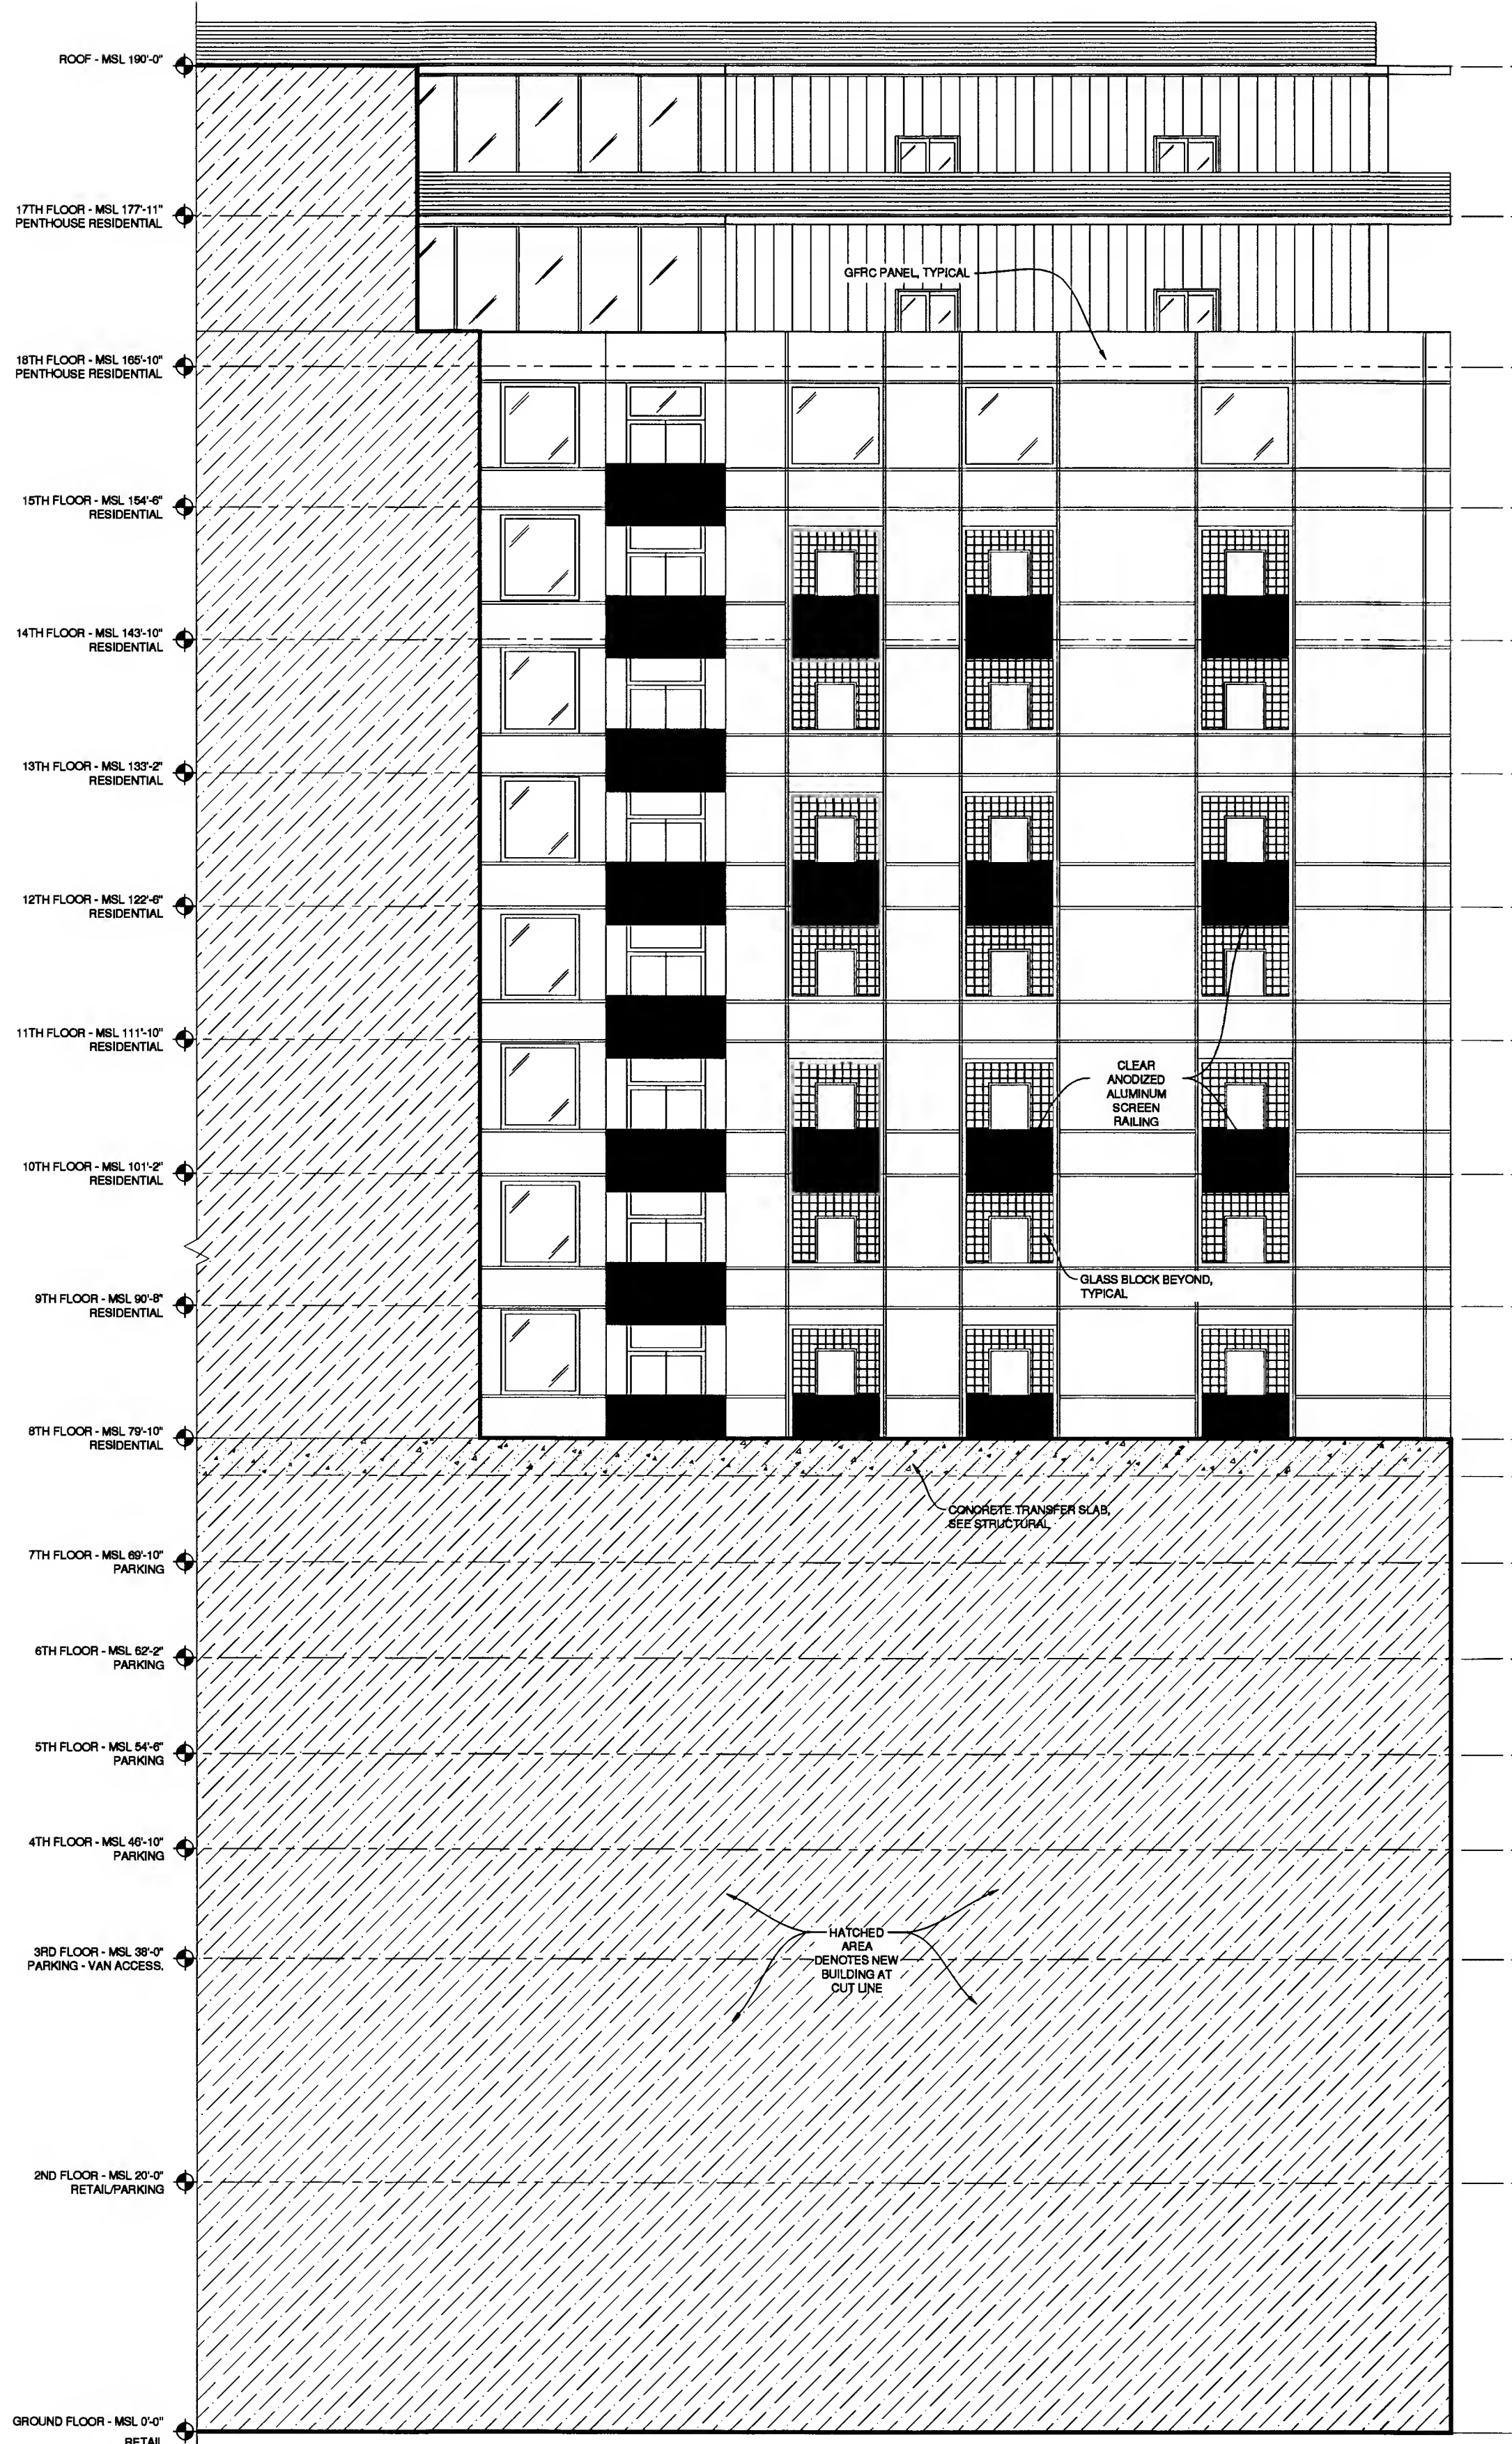 ROOF - MSL 190'-0"
17TH FLOOR - MSL 177'-11"
PENTHOUSE RESIDENTIAL
GFRC PANEL, TYPICAL
18TH FLOOR - MSL 165'-10"
PENTHOUSE RESIDENTIAL
15TH FLOOR - MSL 154'-6"
RESIDENTIAL
14TH FLOOR - MSL 143'-10"
RESIDENTIAL
13TH FLOOR - MSL 133'-2"
RESIDENTIAL
12TH FLOOR - MSL 122'-6"
RESIDENTIAL
11TH FLOOR - MSL 111'-10"
RESIDENTIAL
CLEAR
ANODIZED
ALUMINUM
SCREEN
RAILING
10TH FLOOR - MSL 101'-2"
RESIDENTIAL
GLASS BLOCK BEYOND,
TYPICAL
9TH FLOOR - MSL 90'-8"
RESIDENTIAL
8TH FLOOR - MSL 79'-10"
RESIDENTIAL
CONCRETE TRANSFER SLAB,
SEE STRUCTURAL
7TH FLOOR - MSL 69'-10"
PARKING
6TH FLOOR - MSL 62'-2"
PARKING
5TH FLOOR - MSL 54'-6"
PARKING
4TH FLOOR - MSL 46'-10"
PARKING
HATCHED
AREA
DENOTES NEW
BUILDING AT
CUT LINE
3RD FLOOR - MSL 38'-0"
PARKING - VAN ACCESS.
2ND FLOOR - MSL 20'-0"
RETAIL/PARKING
GROUND FLOOR - MSL 0'-0"
RETAIL